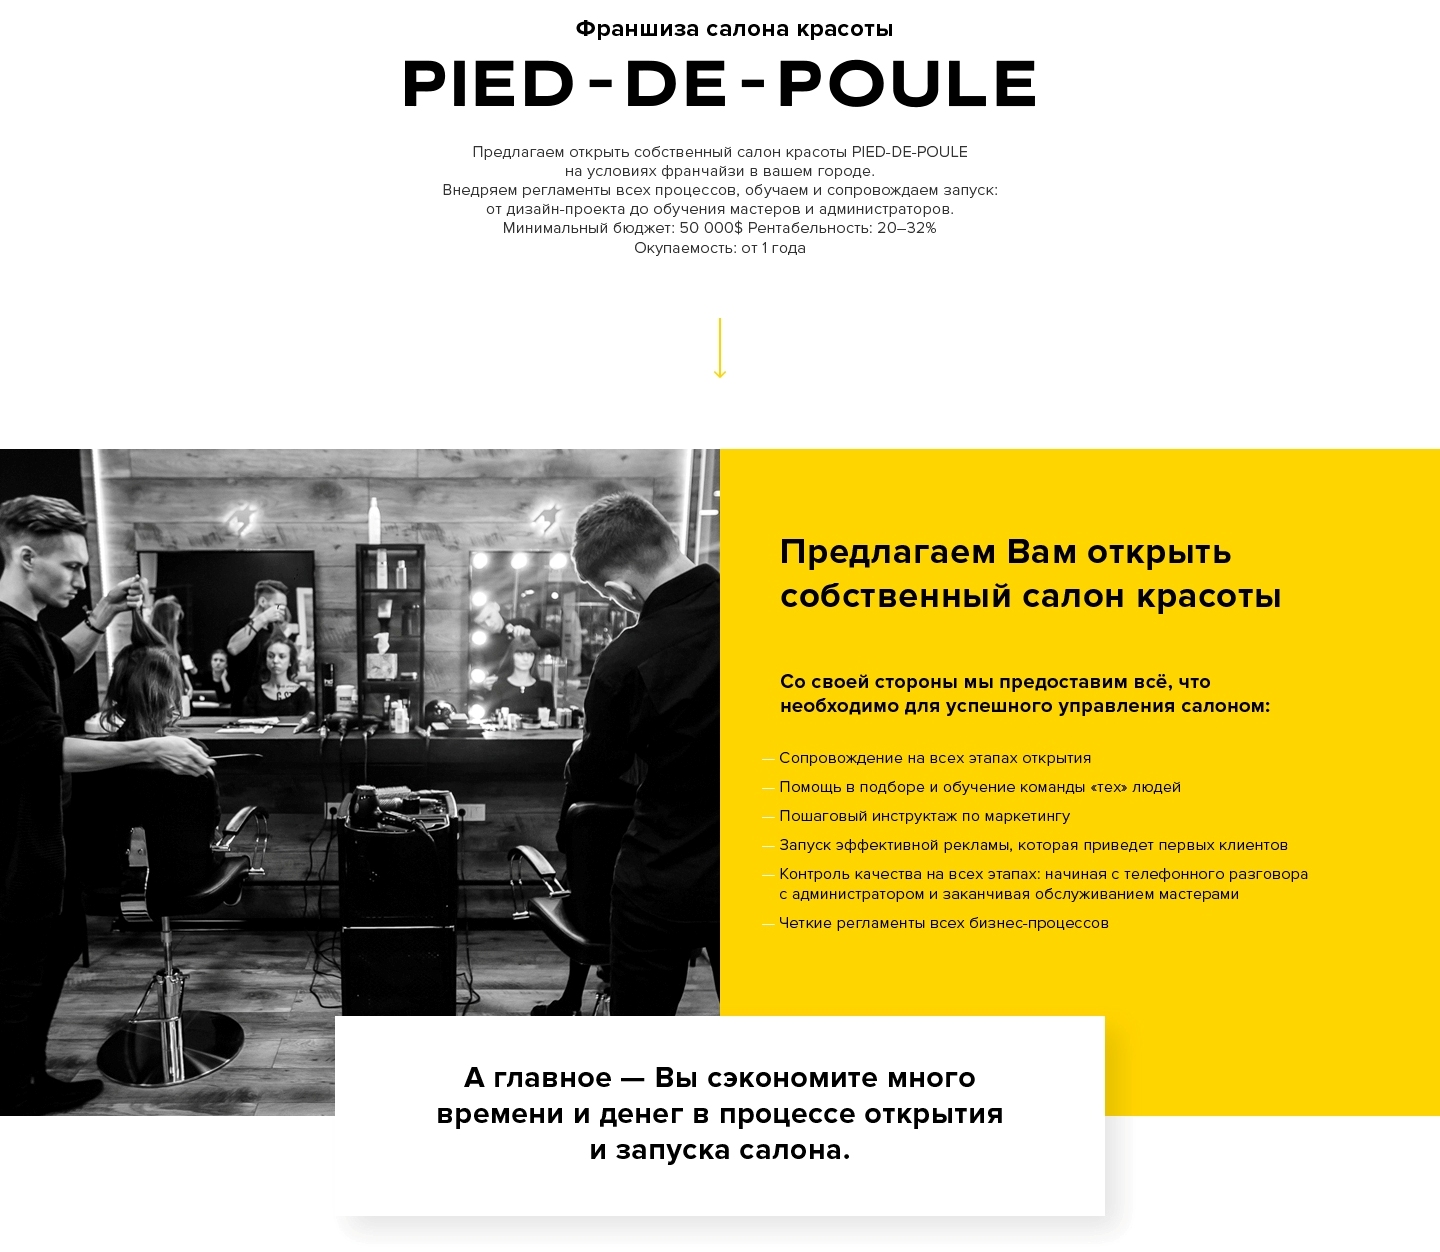 Франшиза салона красоты
PIED-DE-POULE
Предлагаем открыть собственный салон красоты PIED-DE-POULE
на условиях франчайзи в вашем городе.
Внедряем регламенты всех процессов, обучаем и сопровождаем запуск:
от дизайн-проекта до обучения мастеров и администраторов.
Минимальный бюджет: 50 000$ Рентабельность: 20–32%
Окупаемость: от 1 года
Предлагаем Вам открыть
собственный салон красоты
Со своей стороны мы предоставим всё, что
необходимо для успешного управления салоном:
— Сопровождение на всех этапах открытия
— Помощь в подборе и обучение команды «тех» людей
— Пошаговый инструктаж по маркетингу
— Запуск эффективной рекламы, которая приведет первых клиентов
— Контроль качества на всех этапах: начиная с телефонного разговора
с администратором и заканчивая обслуживанием мастерами
— Четкие регламенты всех бизнес-процессов
А главное — Вы сэкономите много
времени и денег в процессе открытия
и запуска салона.